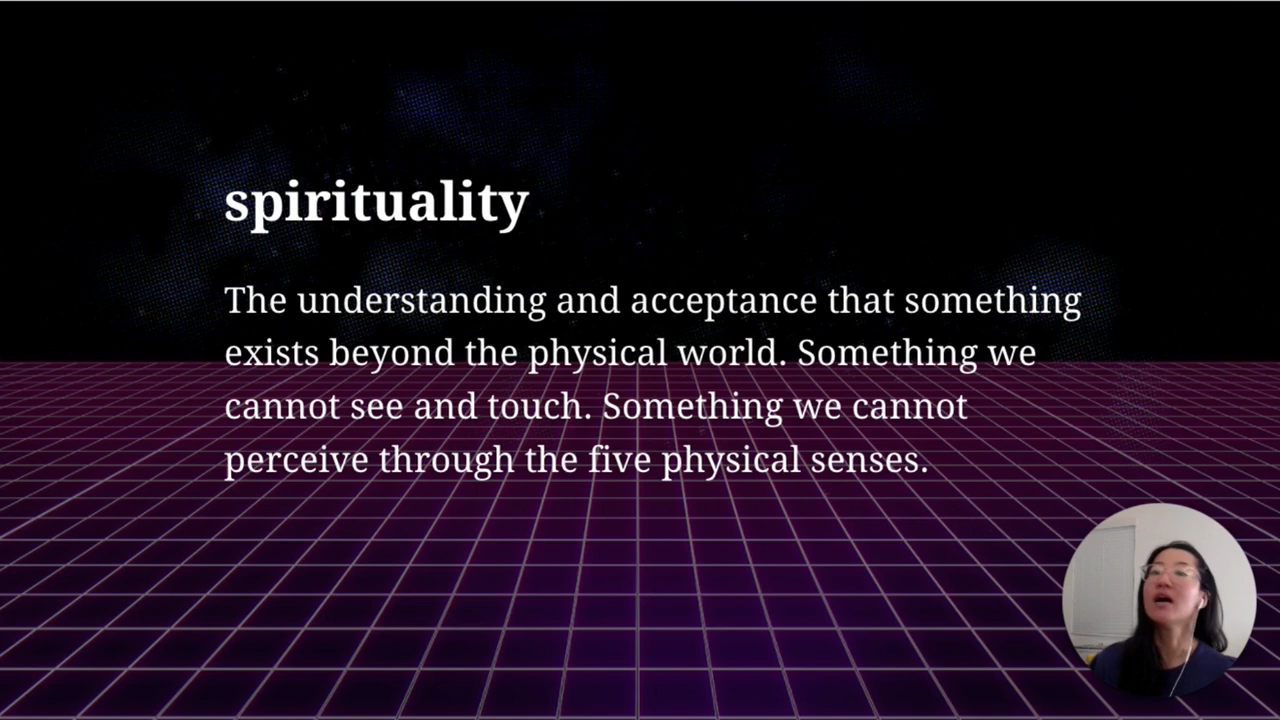 spirituality
The understanding and acceptance that something
exists beyond the physical world. Something we
cannot see and touch. Something we cannot
perceive through the five physical senses.